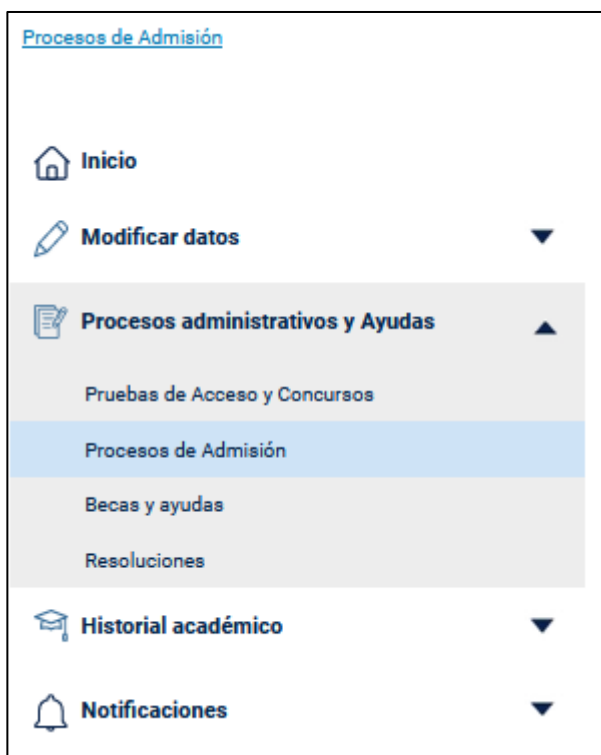 Procesos de Admisión
Inicio
Modificar datos
Procesos administrativos y Ayudas
Pruebas de Acceso y Concursos
Procesos de Admisión
Becas y ayudas
Resoluciones
Historial académico
Notificaciones